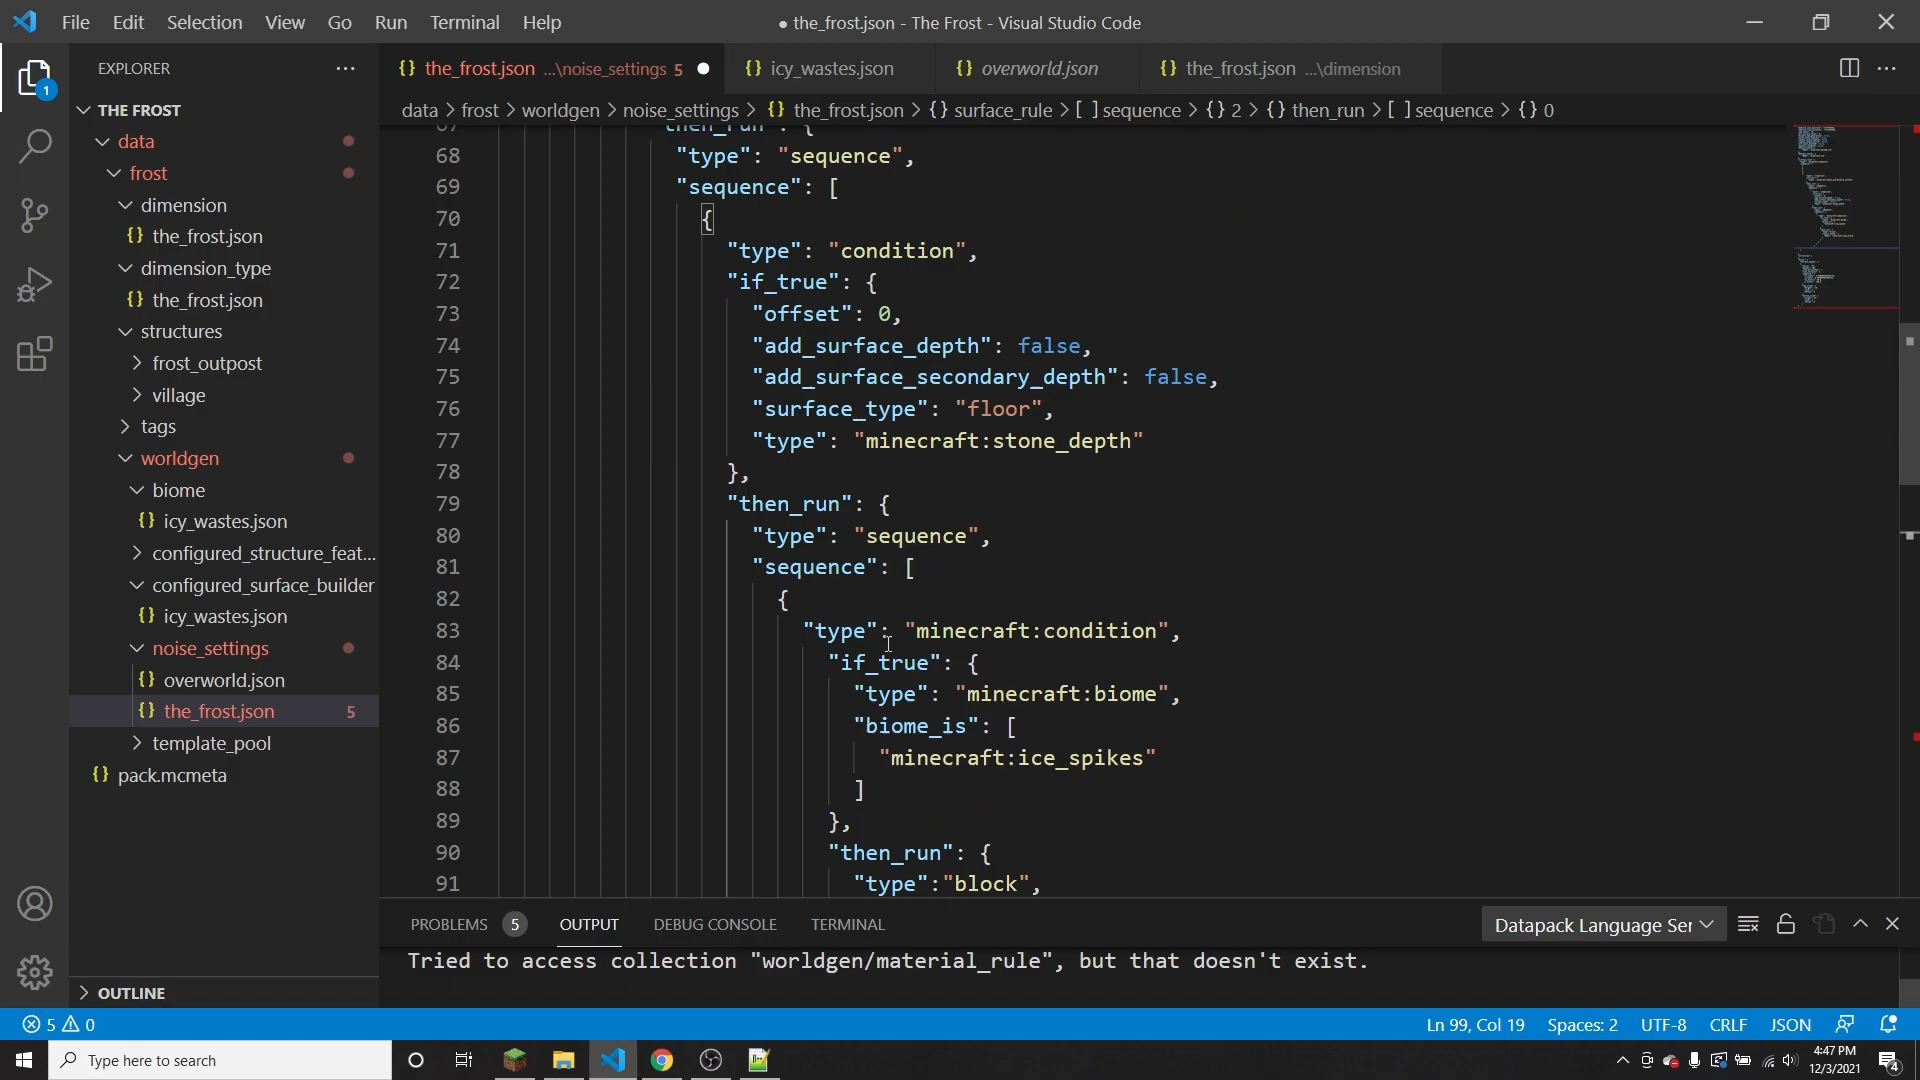 File Edit Selection View Go Run Terminal Help
● the_frost.json - The Frost - Visual Studio Code
EXPLORER
1
THE FROST
data
frost
dimension
the_frost.json
dimension_type
the_frost.json
structures
frost_outpost
village
tags
worldgen
biome
icy_wastes.json
configured_structure_feat...
configured_surface_builder
icy_wastes.json
noise_settings
overworld.json
the_frost.json 5
template_pool
pack.mcmeta
OUTLINE
the_frost.json ...\noise_settings 5
icy_wastes.json
overworld.json
the_frost.json ...\dimension
data > frost > worldgen > noise_settings > {} the_frost.json > {} surface_rule > [ ] sequence > {} 2 > {} then_run > [ ] sequence > {} 0
67 "then_run": {
68 "type": "sequence",
69 "sequence": [
70 {
71 "type": "condition",
72 "if_true": {
73 "offset": 0,
74 "add_surface_depth": false,
75 "add_surface_secondary_depth": false,
76 "surface_type": "floor",
77 "type": "minecraft:stone_depth"
78 },
79 "then_run": {
80 "type": "sequence",
81 "sequence": [
82 {
83 "type": "minecraft:condition",
84 "if_true": {
85 "type": "minecraft:biome",
86 "biome_is": [
87 "minecraft:ice_spikes"
88 ]
89 },
90 "then_run": {
91 "type":"block",
PROBLEMS 5 OUTPUT DEBUG CONSOLE TERMINAL
Datapack Language Ser
Tried to access collection "worldgen/material_rule", but that doesn't exist.
5 0
Ln 99, Col 19 Spaces: 2 UTF-8 CRLF JSON
Type here to search
4:47 PM
12/3/2021
4